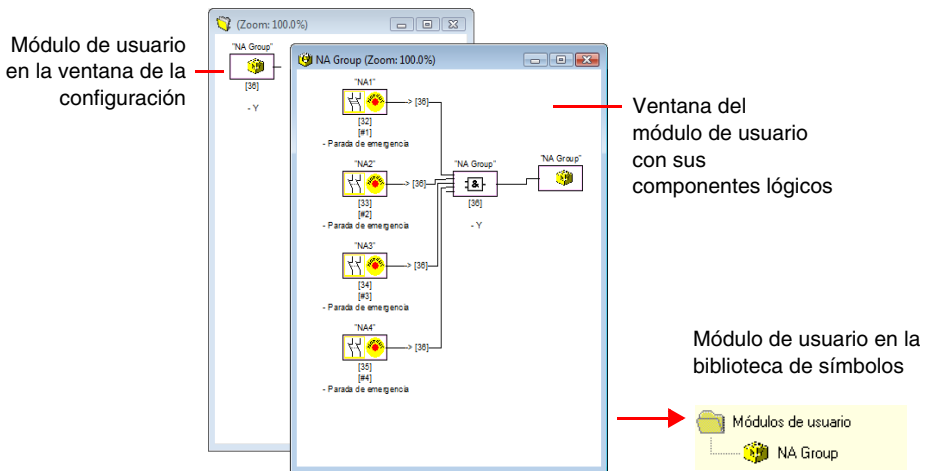 Módulo de usuario
en la ventana de la
configuración
(Zoom: 100.0%)
"NA Group"
[36]
- Y
NA Group (Zoom: 100.0%)
"NA1"
-> [36]
[32]
[#1]
- Parada de emergencia
"NA2"
-> [36]
[33]
[#2]
- Parada de emergencia
"NA3"
-> [36]
[34]
[#3]
- Parada de emergencia
"NA4"
-> [36]
[35]
[#4]
- Parada de emergencia
"NA Group"
&
[36]
- Y
"NA Group"
Ventana del
módulo de usuario
con sus
componentes lógicos
Módulo de usuario en la
biblioteca de símbolos
Módulos de usuario
NA Group